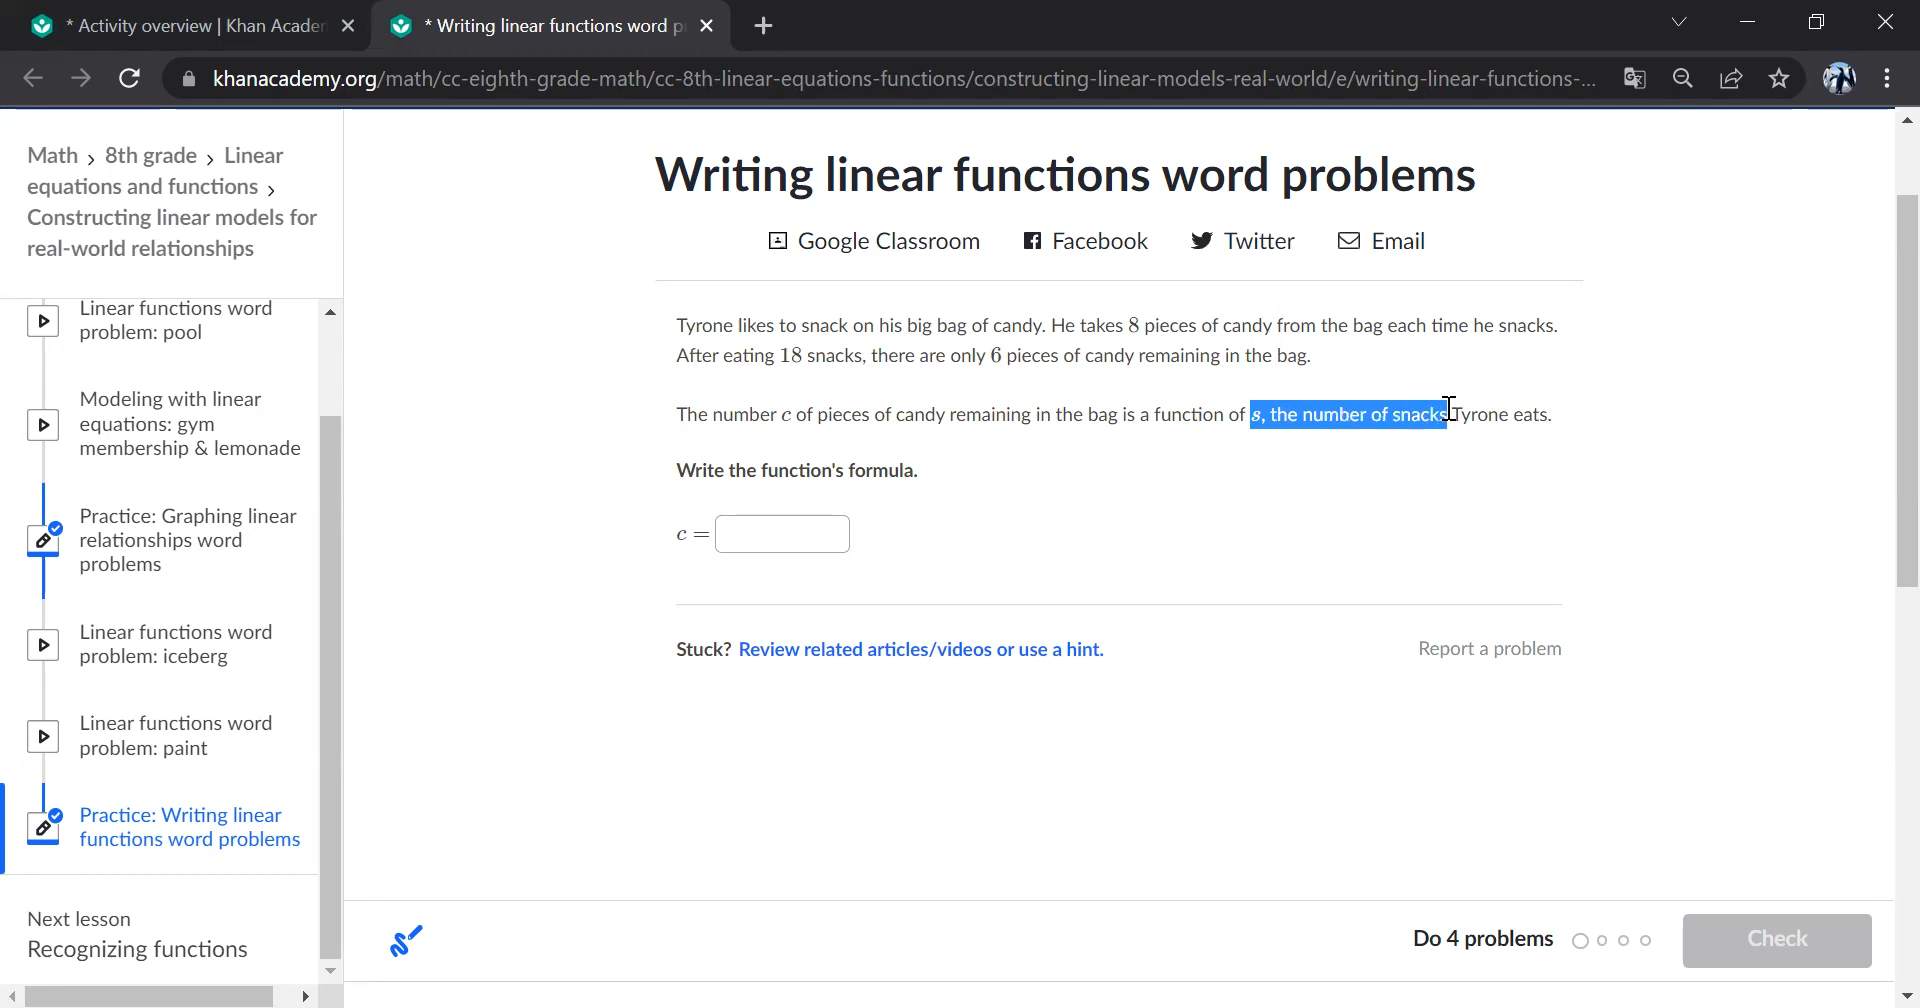 * Activity overview | Khan Academ
* Writing linear functions word p
khanacademy.org/math/cc-eighth-grade-math/cc-8th-linear-equations-functions/constructing-linear-models-real-world/e/writing-linear-functions-...
Math › 8th grade › Linear
equations and functions ›
Constructing linear models for
real-world relationships
Linear functions word
problem: pool
Modeling with linear
equations: gym
membership & lemonade
Practice: Graphing linear
relationships word
problems
Linear functions word
problem: iceberg
Linear functions word
problem: paint
Practice: Writing linear
functions word problems
Next lesson
Recognizing functions
Writing linear functions word problems
Google Classroom Facebook Twitter Email
Tyrone likes to snack on his big bag of candy. He takes 8 pieces of candy from the bag each time he snacks.
After eating 18 snacks, there are only 6 pieces of candy remaining in the bag.
The number c of pieces of candy remaining in the bag is a function of s, the number of snacks Tyrone eats.
Write the function's formula.
c =
Stuck? Review related articles/videos or use a hint.
Report a problem
Do 4 problems
Check